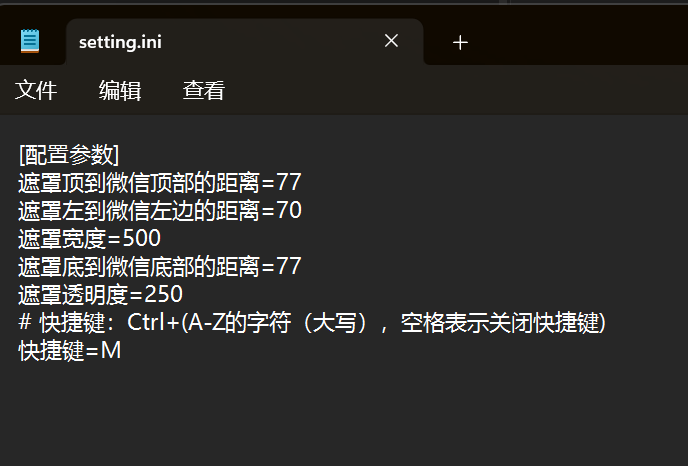 setting.ini
文件 编辑 查看
[配置参数]
遮罩顶到微信顶部的距离=77
遮罩左到微信左边的距离=70
遮罩宽度=500
遮罩底到微信底部的距离=77
遮罩透明度=250
# 快捷键：Ctrl+(A-Z的字符（大写），空格表示关闭快捷键)
快捷键=M